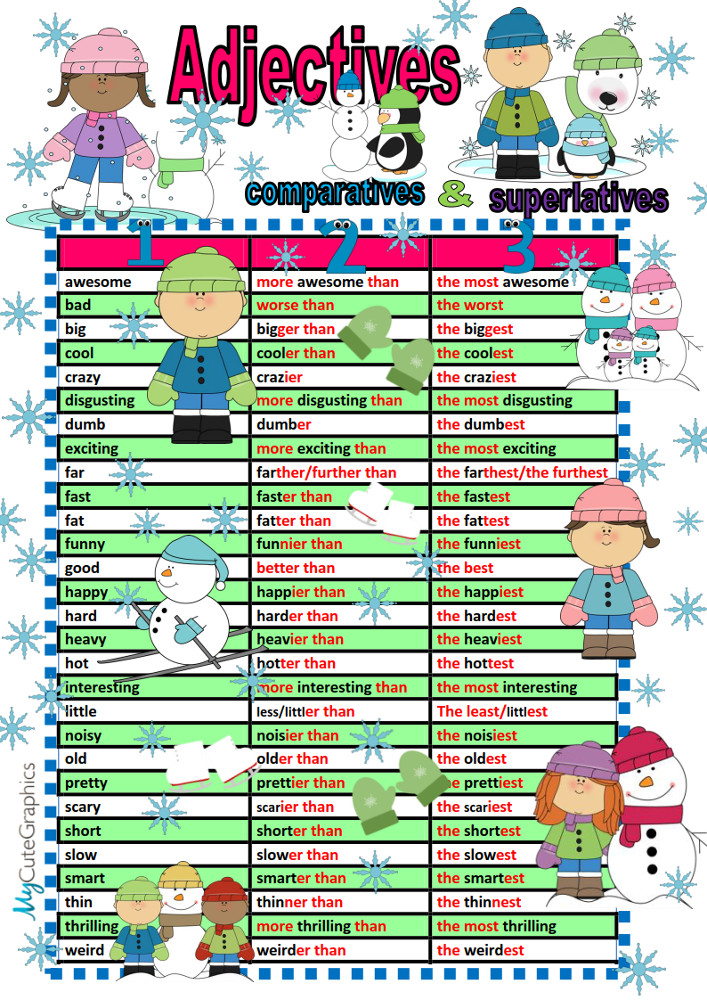 Adjectives
comparatives & superlatives
1 2 3
awesome more awesome than the most awesome
bad worse than the worst
big bigger than the biggest
cool cooler than the coolest
crazy crazier the craziest
disgusting more disgusting than the most disgusting
dumb dumber the dumbest
exciting more exciting than the most exciting
far farther/further than the farthest/the furthest
fast faster than the fastest
fat fatter than the fattest
funny funnier than the funniest
good better than the best
happy happier than the happiest
hard harder than the hardest
heavy heavier than the heaviest
hot hotter than the hottest
interesting more interesting than the most interesting
little less/littler than The least/littlest
noisy noisier than the noisiest
old older than the oldest
pretty prettier than the prettiest
scary scarier than the scariest
short shorter than the shortest
slow slower than the slowest
smart smarter than the smartest
thin thinner than the thinnest
thrilling more thrilling than the most thrilling
weird weirder than the weirdest
MyCuteGraphics